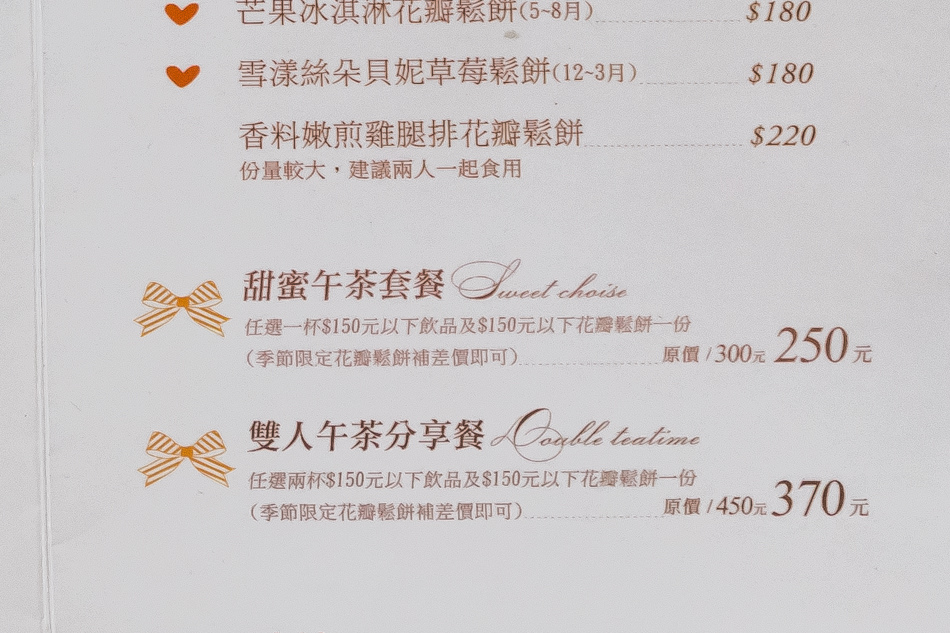 芒果冰淇淋花瓣鬆餅(5~8月) $180
雪漾絲朵貝妮草莓鬆餅(12~3月) $180
香料嫩煎雞腿排花瓣鬆餅 $220
份量較大，建議兩人一起食用
甜蜜午茶套餐 Sweet choise
任選一杯$150元以下飲品及$150元以下花瓣鬆餅一份
(季節限定花瓣鬆餅補差價即可) 原價/300元 250元
雙人午茶分享餐 Double teatime
任選兩杯$150元以下飲品及$150元以下花瓣鬆餅一份
(季節限定花瓣鬆餅補差價即可) 原價/450元 370元